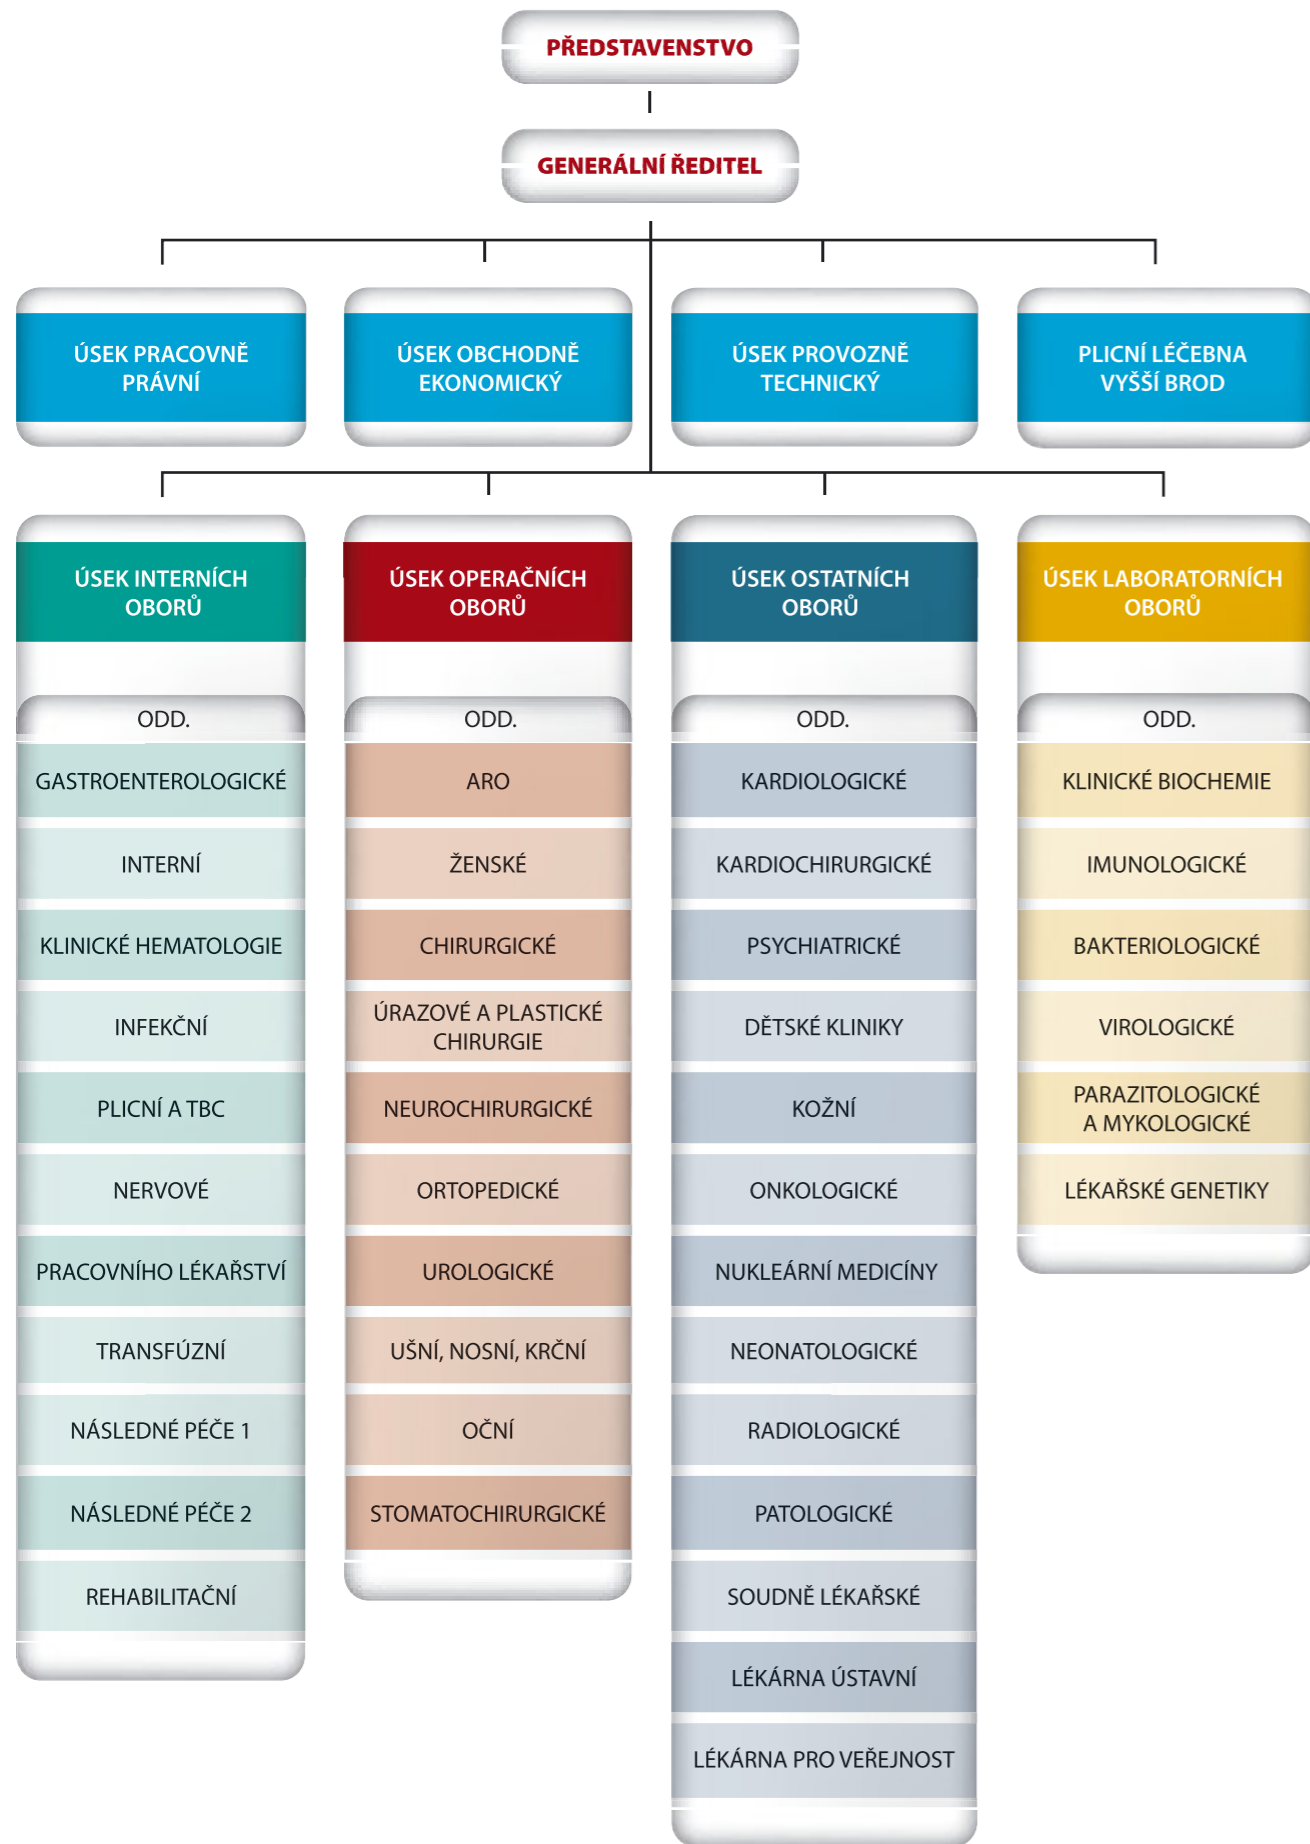 PŘEDSTAVENSTVO
GENERÁLNÍ ŘEDITEL
ÚSEK PRACOVNĚ
PRÁVNÍ
ÚSEK OBCHODNĚ
EKONOMICKÝ
ÚSEK PROVOZNĚ
TECHNICKÝ
PLICNÍ LÉČEBNA
VYŠŠÍ BROD
ÚSEK INTERNÍCH
OBORŮ
ODD.
GASTROENTEROLOGICKÉ
INTERNÍ
KLINICKÉ HEMATOLOGIE
INFEKČNÍ
PLICNÍ A TBC
NERVOVÉ
PRACOVNÍHO LÉKAŘSTVÍ
TRANSFÚZNÍ
NÁSLEDNÉ PÉČE 1
NÁSLEDNÉ PÉČE 2
REHABILITAČNÍ
ÚSEK OPERAČNÍCH
OBORŮ
ODD.
ARO
ŽENSKÉ
CHIRURGICKÉ
ÚRAZOVÉ A PLASTICKÉ
CHIRURGIE
NEUROCHIRURGICKÉ
ORTOPEDICKÉ
UROLOGICKÉ
UŠNÍ, NOSNÍ, KRČNÍ
OČNÍ
STOMATOCHIRURGICKÉ
ÚSEK OSTATNÍCH
OBORŮ
ODD.
KARDIOLOGICKÉ
KARDIOCHIRURGICKÉ
PSYCHIATRICKÉ
DĚTSKÉ KLINIKY
KOŽNÍ
ONKOLOGICKÉ
NUKLEÁRNÍ MEDICÍNY
NEONATOLOGICKÉ
RADIOLOGICKÉ
PATOLOGICKÉ
SOUDNĚ LÉKAŘSKÉ
LÉKÁRNA ÚSTAVNÍ
LÉKÁRNA PRO VEŘEJNOST
ÚSEK LABORATORNÍCH
OBORŮ
ODD.
KLINICKÉ BIOCHEMIE
IMUNOLOGICKÉ
BAKTERIOLOGICKÉ
VIROLOGICKÉ
PARAZITOLOGICKÉ
A MYKOLOGICKÉ
LÉKAŘSKÉ GENETIKY